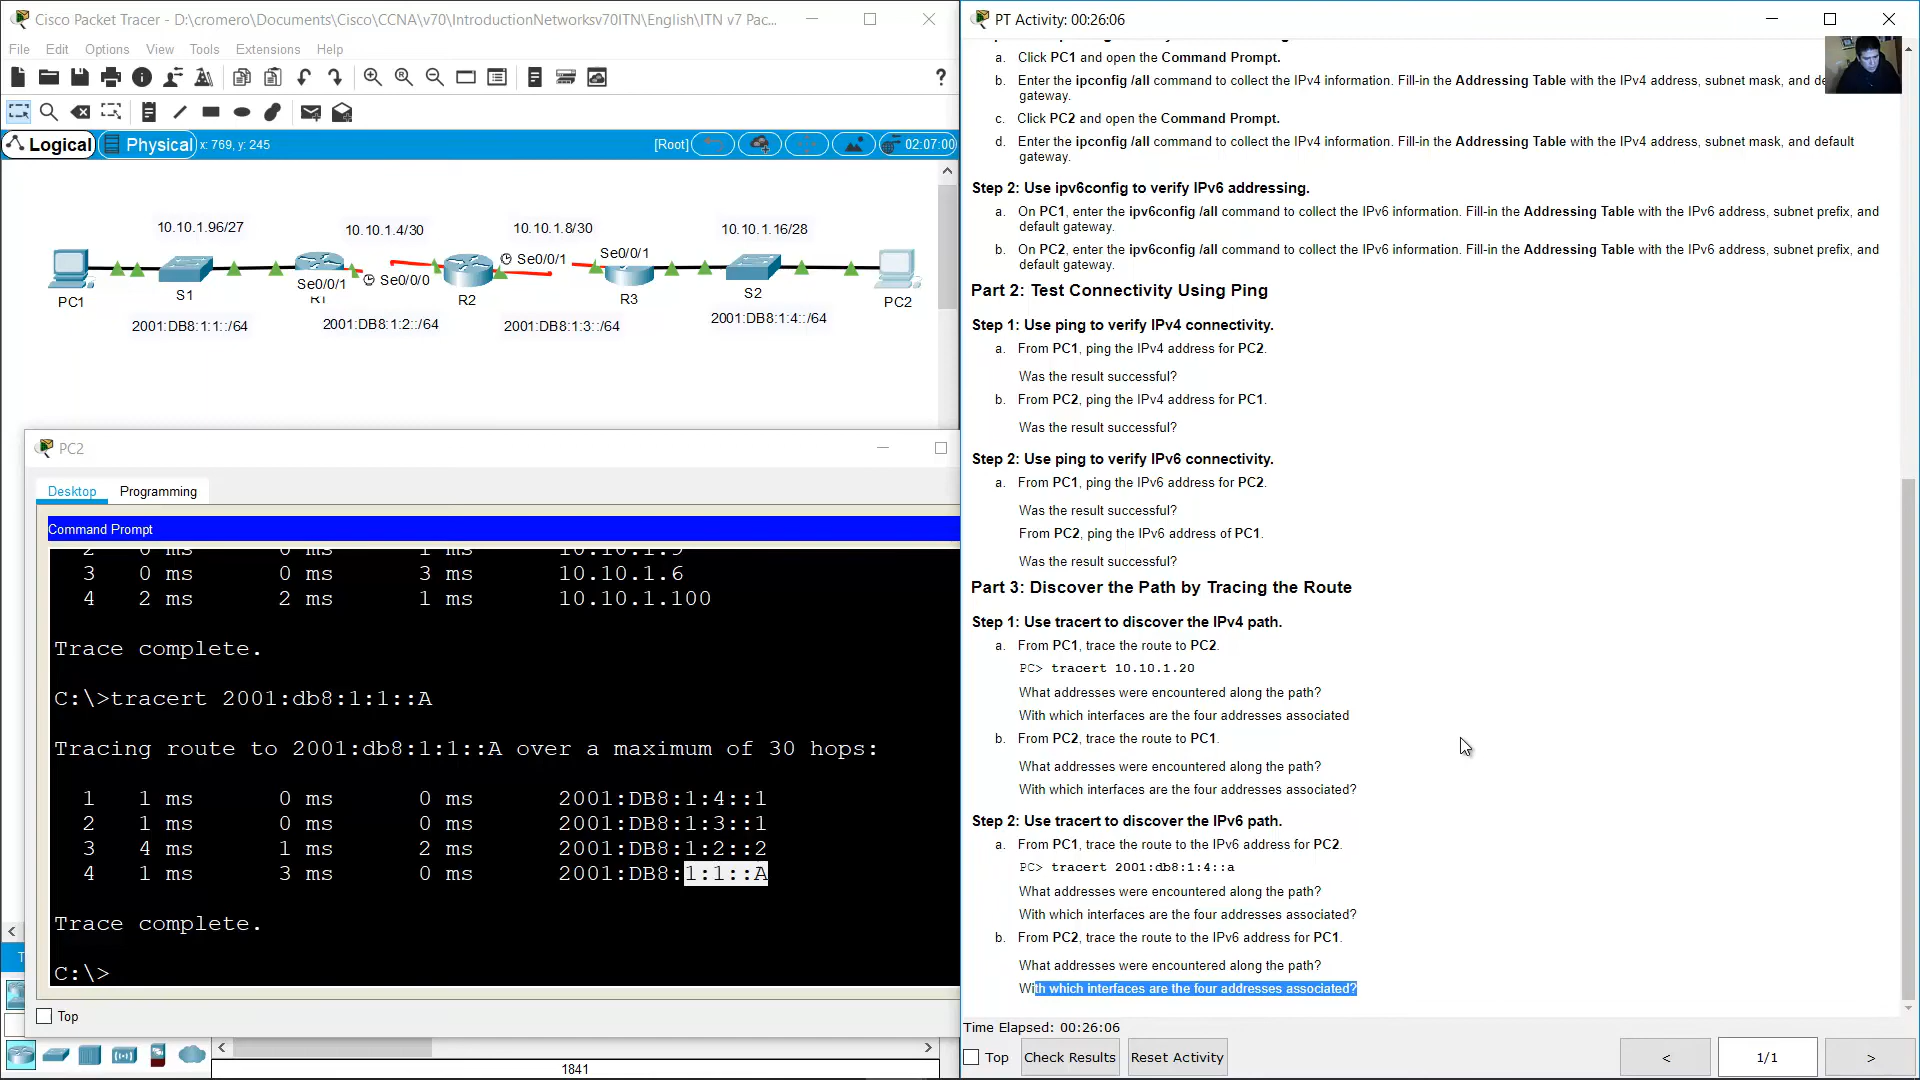 Cisco Packet Tracer - D:\cromero\Documents\Cisco\CCNA\v70\IntroductionNetworksv70ITN\English\ITN v7 Pac...
File Edit Options View Tools Extensions Help
?
Logical
Physical
x: 769, y: 245
[Root]
02:07:00
10.10.1.96/27
10.10.1.4/30
10.10.1.8/30
10.10.1.16/28
Se0/0/1
Se0/0/0
Se0/0/1
Se0/0/1
PC1
S1
R1
R2
R3
S2
PC2
2001:DB8:1:1::/64
2001:DB8:1:2::/64
2001:DB8:1:3::/64
2001:DB8:1:4::/64
PC2
Desktop
Programming
Command Prompt
2 0 ms 0 ms 1 ms 10.10.1.9
3 0 ms 0 ms 3 ms 10.10.1.6
4 2 ms 2 ms 1 ms 10.10.1.100
Trace complete.
C:\>tracert 2001:db8:1:1::A
Tracing route to 2001:db8:1:1::A over a maximum of 30 hops:
1 1 ms 0 ms 0 ms 2001:DB8:1:4::1
2 1 ms 0 ms 0 ms 2001:DB8:1:3::1
3 4 ms 1 ms 2 ms 2001:DB8:1:2::2
4 1 ms 3 ms 0 ms 2001:DB8:1:1::A
Trace complete.
C:\>
Top
1841
PT Activity: 00:26:06
a. Click PC1 and open the Command Prompt.
b. Enter the ipconfig /all command to collect the IPv4 information. Fill-in the Addressing Table with the IPv4 address, subnet mask, and de
gateway.
c. Click PC2 and open the Command Prompt.
d. Enter the ipconfig /all command to collect the IPv4 information. Fill-in the Addressing Table with the IPv4 address, subnet mask, and default
gateway.
Step 2: Use ipv6config to verify IPv6 addressing.
a. On PC1, enter the ipv6config /all command to collect the IPv6 information. Fill-in the Addressing Table with the IPv6 address, subnet prefix, and
default gateway.
b. On PC2, enter the ipv6config /all command to collect the IPv6 information. Fill-in the Addressing Table with the IPv6 address, subnet prefix, and
default gateway.
Part 2: Test Connectivity Using Ping
Step 1: Use ping to verify IPv4 connectivity.
a. From PC1, ping the IPv4 address for PC2.
Was the result successful?
b. From PC2, ping the IPv4 address for PC1.
Was the result successful?
Step 2: Use ping to verify IPv6 connectivity.
a. From PC1, ping the IPv6 address for PC2.
Was the result successful?
From PC2, ping the IPv6 address of PC1.
Was the result successful?
Part 3: Discover the Path by Tracing the Route
Step 1: Use tracert to discover the IPv4 path.
a. From PC1, trace the route to PC2.
PC> tracert 10.10.1.20
What addresses were encountered along the path?
With which interfaces are the four addresses associated
b. From PC2, trace the route to PC1.
What addresses were encountered along the path?
With which interfaces are the four addresses associated?
Step 2: Use tracert to discover the IPv6 path.
a. From PC1, trace the route to the IPv6 address for PC2.
PC> tracert 2001:db8:1:4::a
What addresses were encountered along the path?
With which interfaces are the four addresses associated?
b. From PC2, trace the route to the IPv6 address for PC1.
What addresses were encountered along the path?
With which interfaces are the four addresses associated?
Time Elapsed: 00:26:06
Top
Check Results
Reset Activity
<
1/1
>